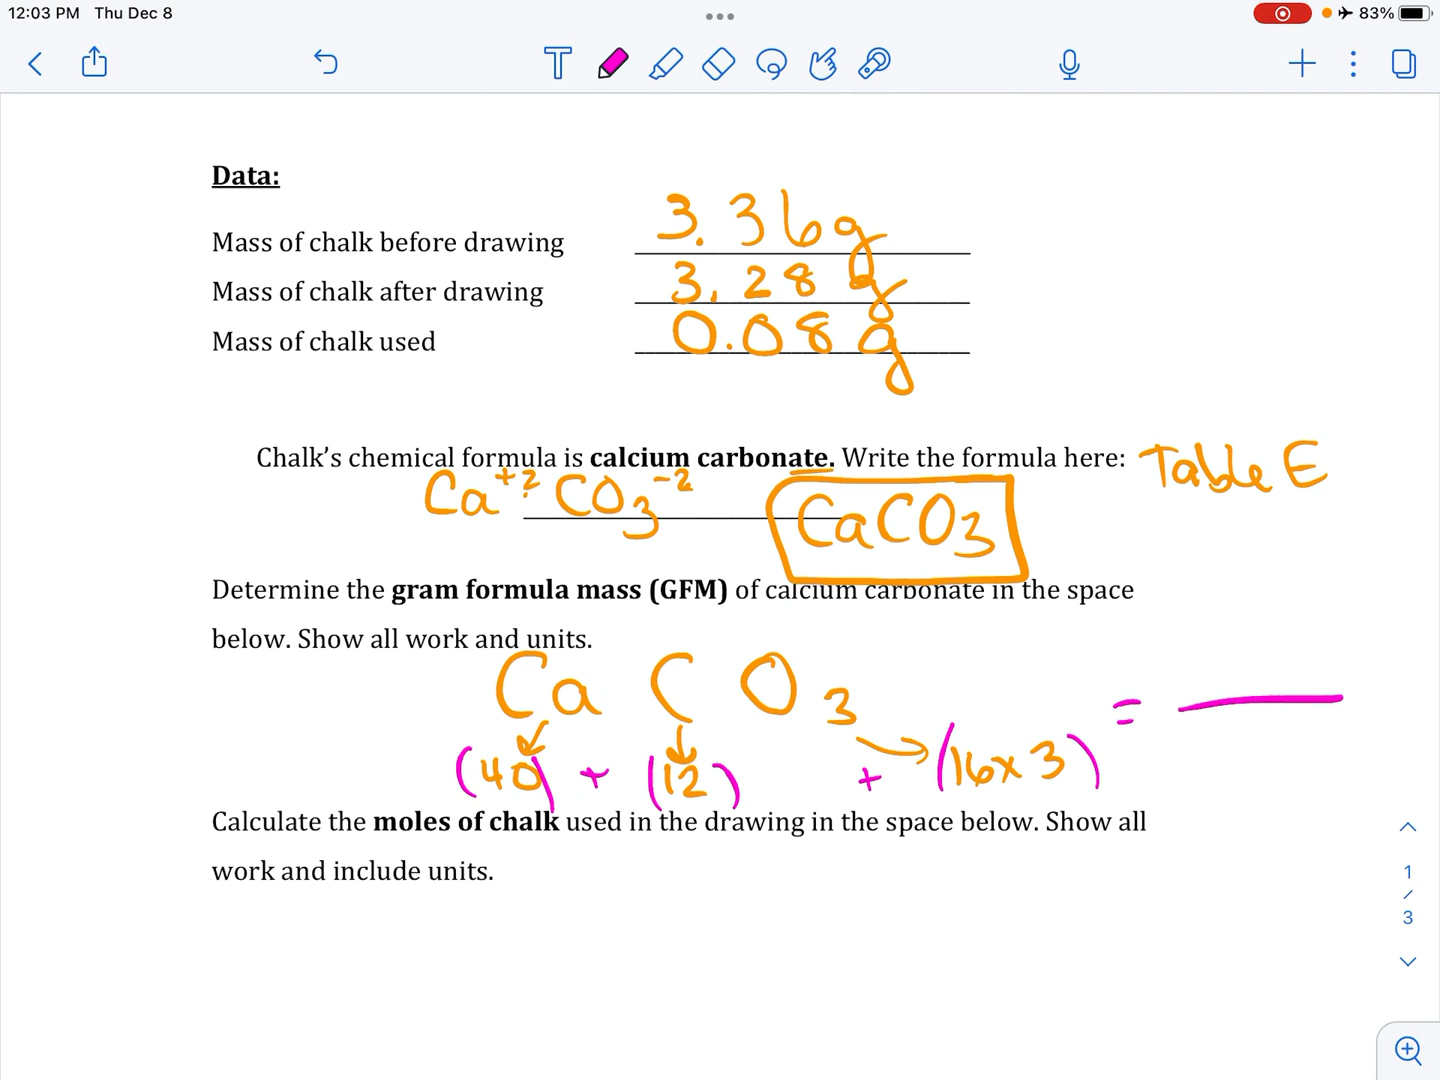 12:03 PM Thu Dec 8
83%
Data:
Mass of chalk before drawing 3.36g
Mass of chalk after drawing 3.28g
Mass of chalk used 0.08g
Chalk's chemical formula is calcium carbonate. Write the formula here: Table E
Ca+2 CO3-2 CaCO3
Determine the gram formula mass (GFM) of calcium carbonate in the space
below. Show all work and units.
Ca C O3
(40) + (12) + (16x3) =
Calculate the moles of chalk used in the drawing in the space below. Show all
work and include units.
1
/
3